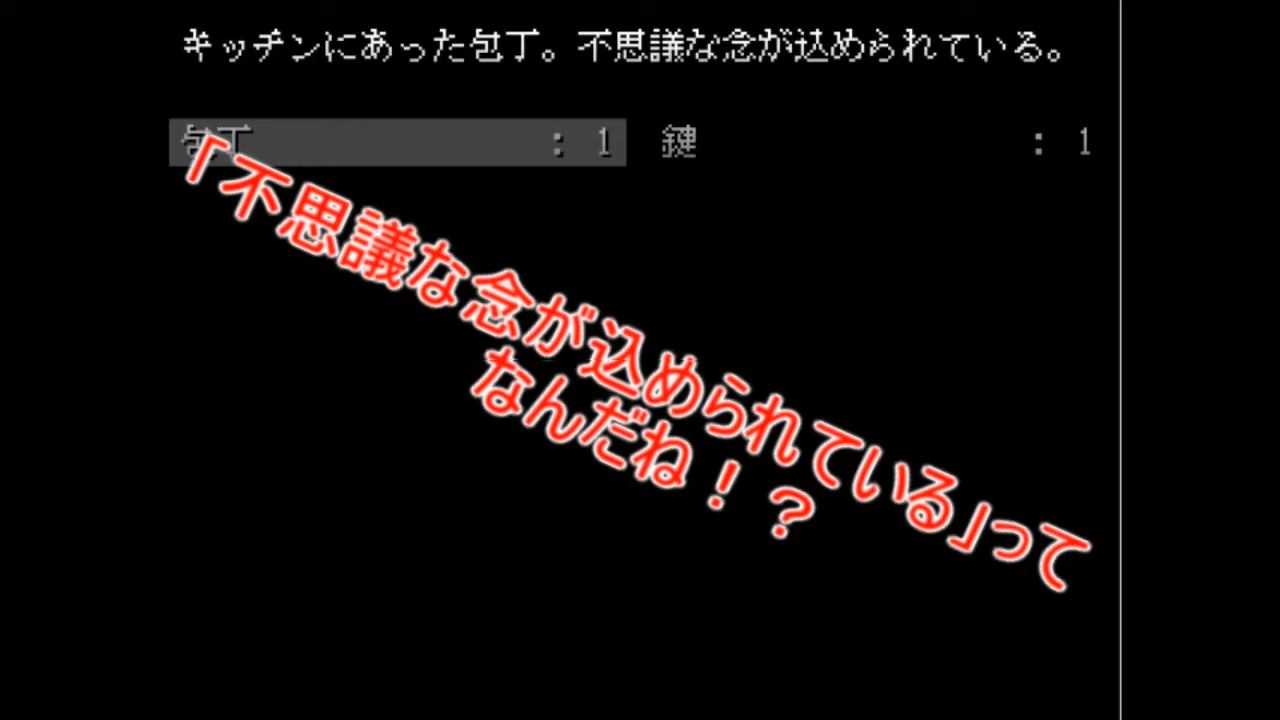 キッチンにあった包丁。不思議な念が込められている。
包丁 : 1 鍵 : 1
「不思議な念が込められている」って
なんだね！？